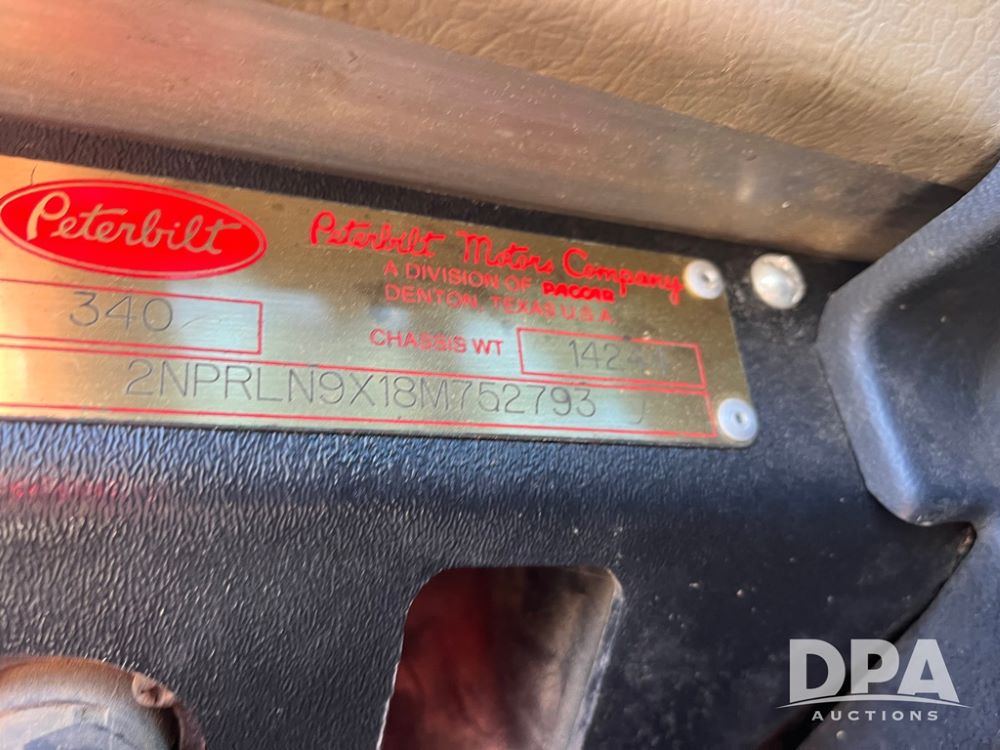 Peterbilt
Peterbilt Motors Company
A DIVISION OF PACCAR
DENTON, TEXAS U.S.A.
340
CHASSIS WT
2NPRLN9X18M752793
DPA
AUCTIONS